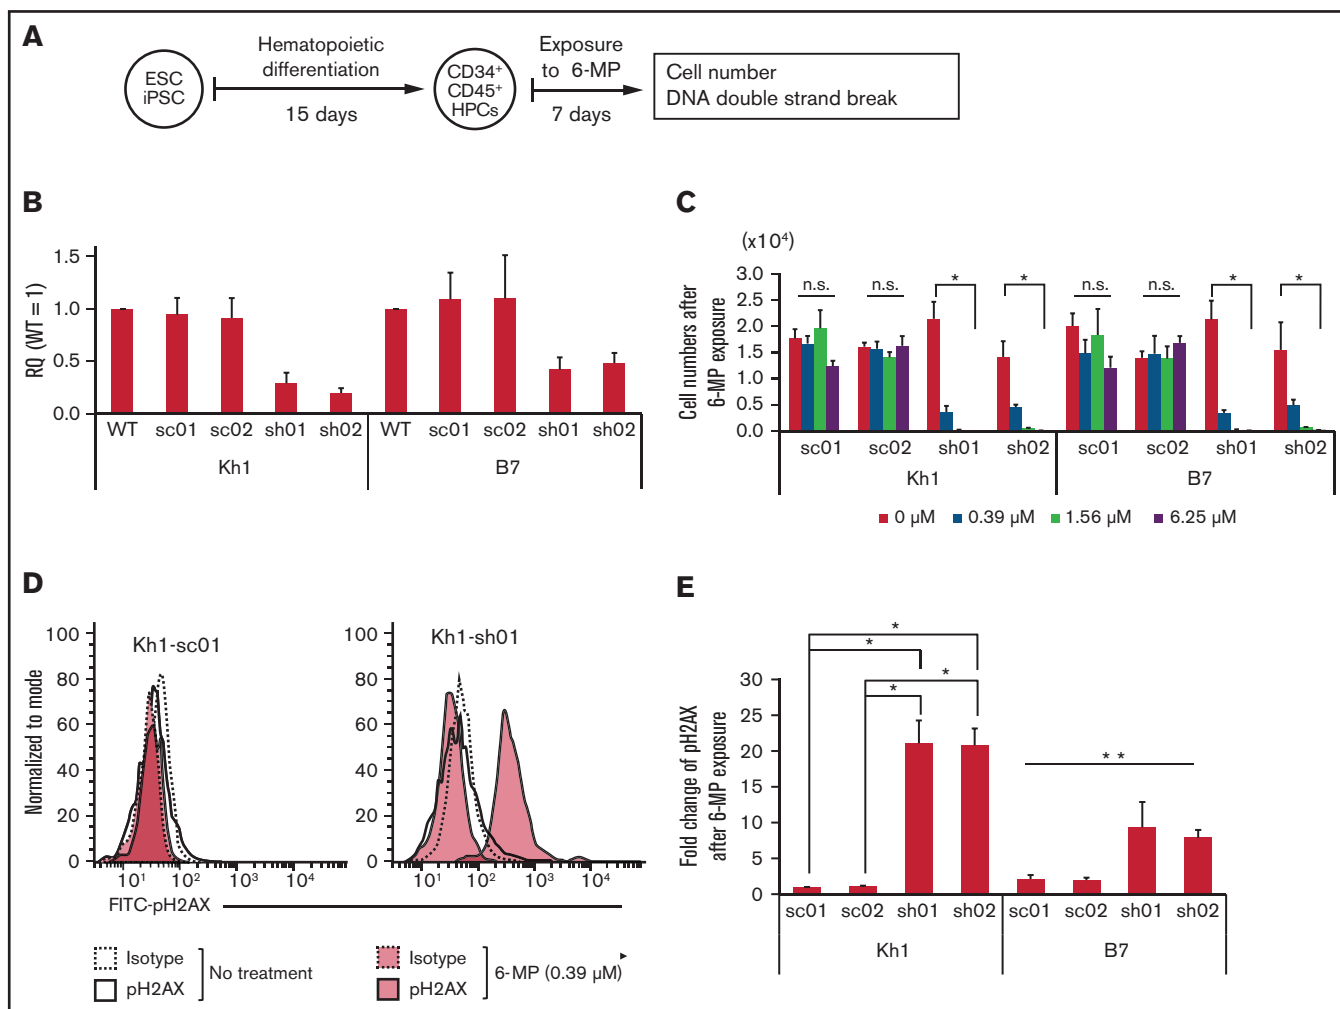 A
ESC
iPSC
Hematopoietic
differentiation
15 days
CD34+
CD45+
HPCs
Exposure
to 6-MP
7 days
Cell number
DNA double strand break
B
RQ (WT = 1)
1.5
1.0
0.5
0.0
WT sc01 sc02 sh01 sh02 WT sc01 sc02 sh01 sh02
Kh1 B7
C
(x10⁴)
Cell numbers after
6-MP exposure
3.0
2.5
2.0
1.5
1.0
0.5
0.0
n.s. n.s. * * n.s. n.s. * *
sc01 sc02 sh01 sh02 sc01 sc02 sh01 sh02
Kh1 B7
0 µM 0.39 µM 1.56 µM 6.25 µM
D
Normalized to mode
Kh1-sc01
100
80
60
40
20
0
10¹ 10² 10³ 10⁴
Kh1-sh01
100
80
60
40
20
0
10¹ 10² 10³ 10⁴
FITC-pH2AX
Isotype
pH2AX
No treatment
Isotype
pH2AX
6-MP (0.39 µM)
E
Fold change of pH2AX
after 6-MP exposure
30
25
20
15
10
5
0
*
*
*
*
**
sc01 sc02 sh01 sh02 sc01 sc02 sh01 sh02
Kh1 B7